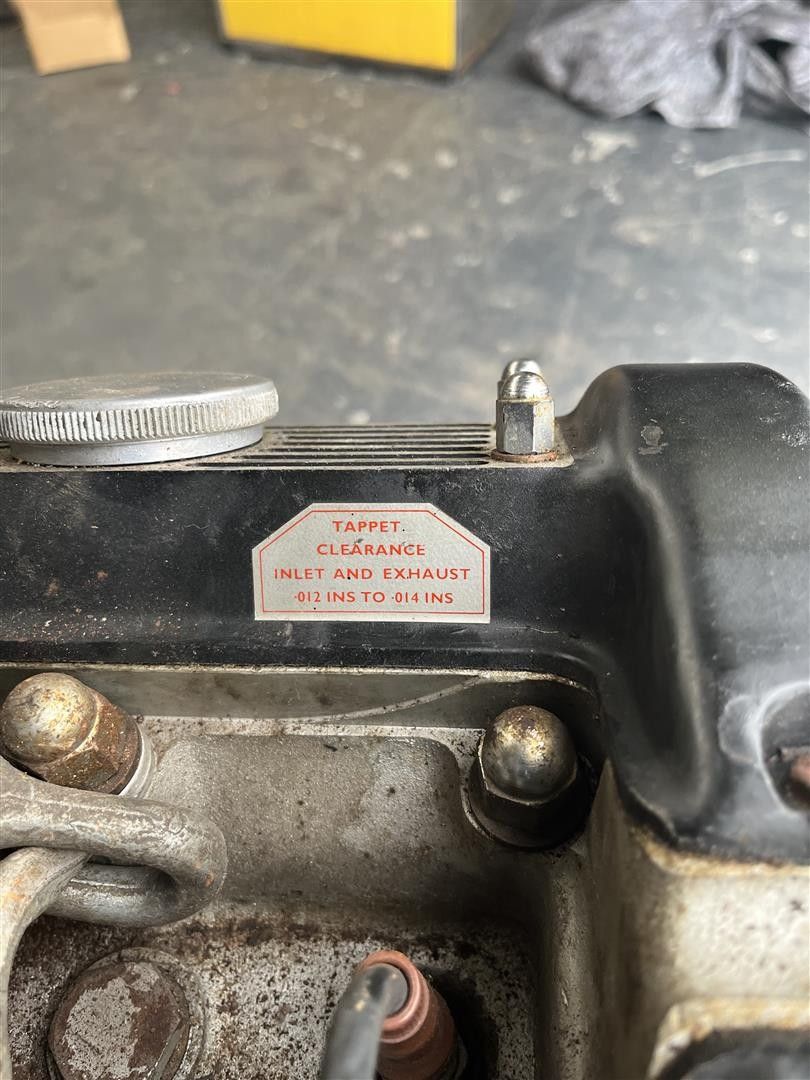 TAPPET.
CLEARANCE
INLET AND EXHAUST
·012 INS TO ·014 INS